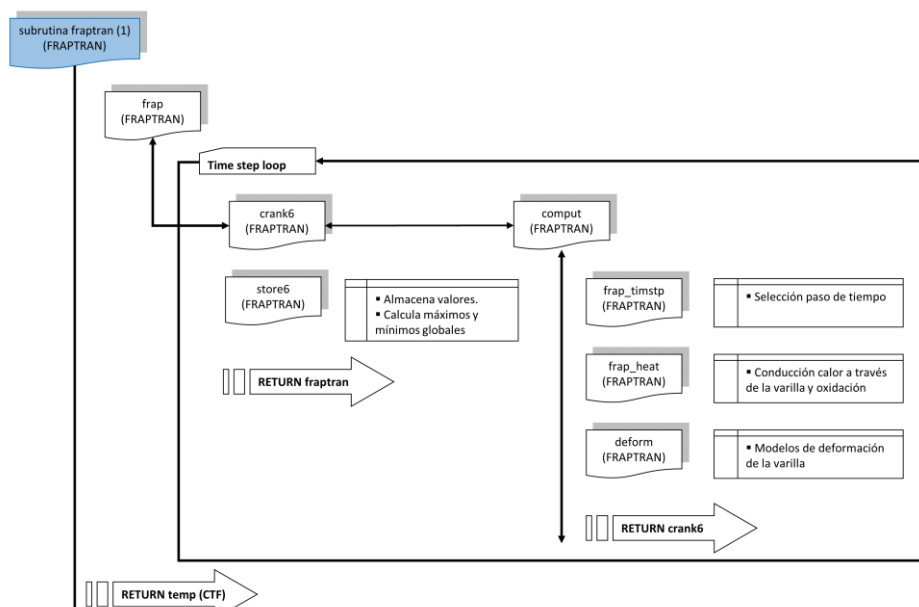 subrutina fraptran (1)
(FRAPTRAN)
frap
(FRAPTRAN)
Time step loop
crank6
(FRAPTRAN)
comput
(FRAPTRAN)
store6
(FRAPTRAN)
▪ Almacena valores.
▪ Calcula máximos y
mínimos globales
frap_timstp
(FRAPTRAN)
▪ Selección paso de tiempo
RETURN fraptran
frap_heat
(FRAPTRAN)
▪ Conducción calor a través
de la varilla y oxidación
deform
(FRAPTRAN)
▪ Modelos de deformación
de la varilla
RETURN crank6
RETURN temp (CTF)